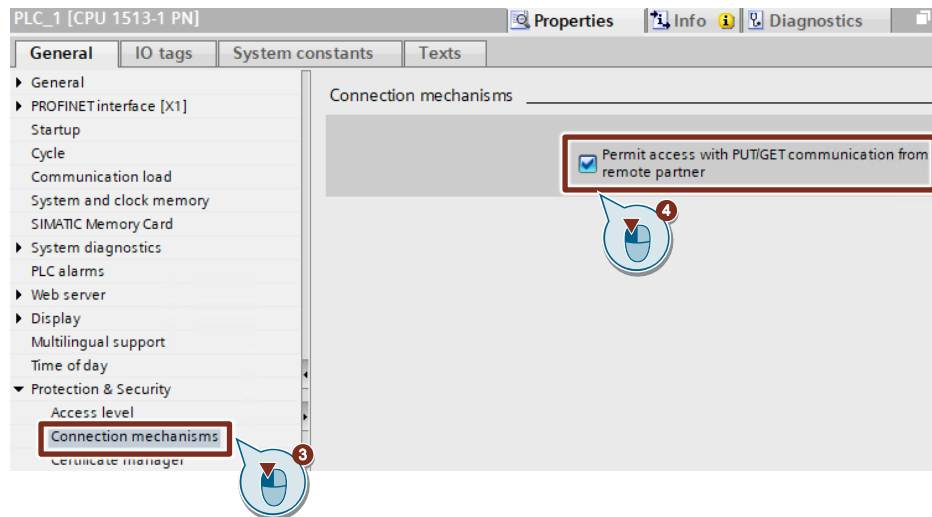 PLC_1 [CPU 1513-1 PN]
Properties
Info
Diagnostics
General
IO tags
System constants
Texts
General
PROFINET interface [X1]
Startup
Cycle
Communication load
System and clock memory
SIMATIC Memory Card
System diagnostics
PLC alarms
Web server
Display
Multilingual support
Time of day
Protection & Security
Access level
Connection mechanisms
Certificate manager
3
Connection mechanisms
Permit access with PUT/GET communication from
remote partner
4